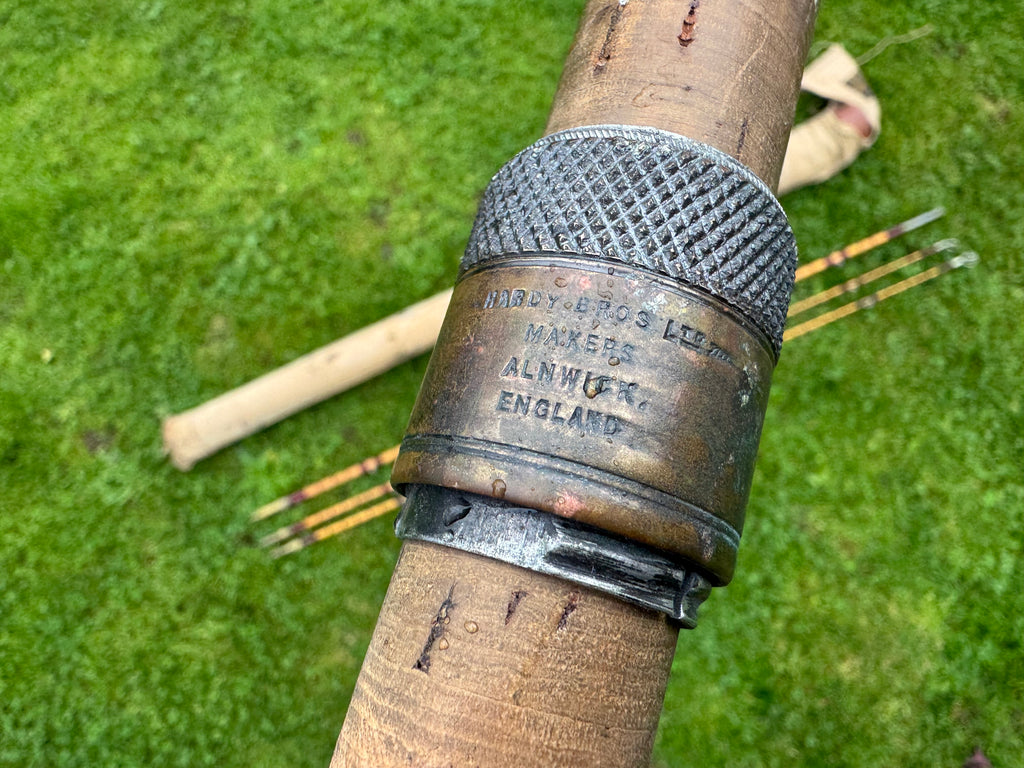 HARDY BROS LTD
MAKERS
ALNWICK,
ENGLAND